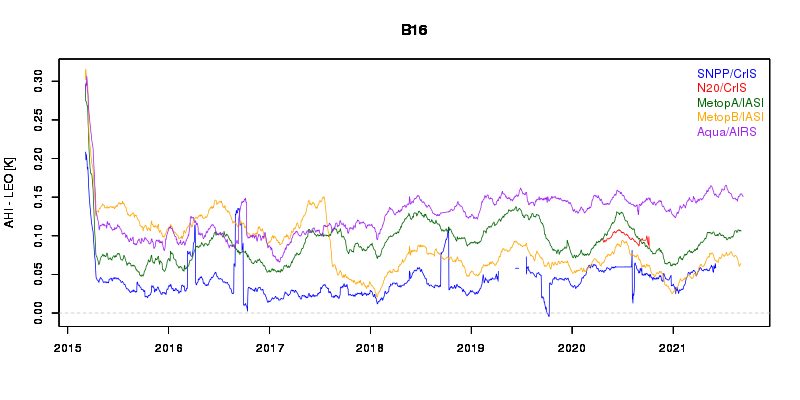 B16
AHI - LEO [K]
0.30
0.25
0.20
0.15
0.10
0.05
0.00
SNPP/CrIS
N20/CrIS
MetopA/IASI
MetopB/IASI
Aqua/AIRS
2015 2016 2017 2018 2019 2020 2021